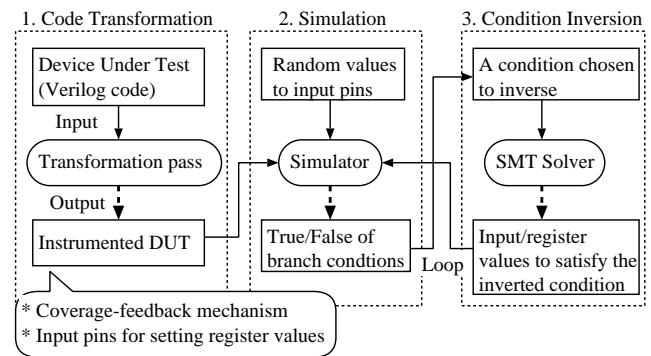 1. Code Transformation
Device Under Test
(Verilog code)
Input
Transformation pass
Output
Instrumented DUT
* Coverage-feedback mechanism
* Input pins for setting register values
2. Simulation
Random values
to input pins
Simulator
True/False of
branch condtions
Loop
3. Condition Inversion
A condition chosen
to inverse
SMT Solver
Input/register
values to satisfy the
inverted condition